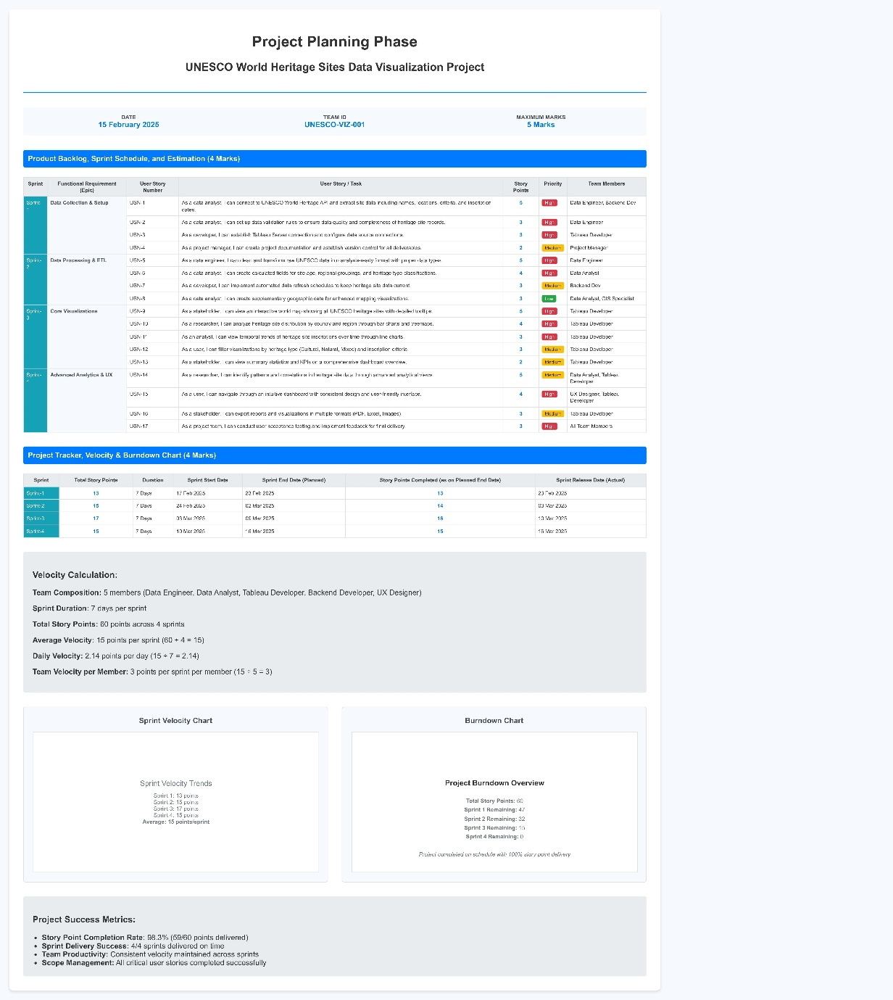 Project Planning Phase
UNESCO World Heritage Sites Data Visualization Project
DATE
15 February 2025
TEAM ID
UNESCO-VIZ-001
MAXIMUM MARKS
5 Marks
Product Backlog, Sprint Schedule, and Estimation (4 Marks)
Sprint Functional Requirement (Epic) User Story Number User Story / Task Story Points Priority Team Members
Sprint- Data Collection & Setup USN-1 As a data analyst, I can connect to UNESCO World Heritage API and extract site data including names, locations, criteria, and inscription dates. 5 High Data Engineer, Backend Dev
USN-2 As a data analyst, I can set up data validation rules to ensure data quality and completeness of heritage site records. 3 High Data Engineer
USN-3 As a developer, I can establish Tableau Server connection and configure data source connections. 3 High Tableau Developer
USN-4 As a project manager, I can create project documentation and establish version control for all deliverables. 2 Medium Project Manager
Sprint-2 Data Processing & ETL USN-5 As a data engineer, I can clean and transform raw UNESCO data into analysis-ready format with proper data types. 5 High Data Engineer
USN-6 As a data analyst, I can create calculated fields for site age, regional groupings, and heritage type classifications. 4 High Data Analyst
USN-7 As a developer, I can implement automated data refresh schedules to keep heritage site data current. 3 Medium Backend Dev
USN-8 As a data analyst, I can create supplementary geographic data for enhanced mapping visualizations. 3 Low Data Analyst, GIS Specialist
Sprint-3 Core Visualizations USN-9 As a stakeholder, I can view an interactive world map showing all UNESCO heritage sites with detailed tooltips. 5 High Tableau Developer
USN-10 As a researcher, I can analyze heritage site distribution by country and region through bar charts and treemaps. 4 High Tableau Developer
USN-11 As an analyst, I can view temporal trends of heritage site inscriptions over time through line charts. 3 High Tableau Developer
USN-12 As a user, I can filter visualizations by heritage type (Cultural, Natural, Mixed) and inscription criteria. 3 Medium Tableau Developer
USN-13 As a stakeholder, I can view summary statistics and KPIs on a comprehensive dashboard overview. 2 Medium Tableau Developer
Sprint-4 Advanced Analytics & UX USN-14 As a researcher, I can identify patterns and correlations in heritage site data through advanced analytical views. 5 Medium Data Analyst, Tableau Developer
USN-15 As a user, I can navigate through an intuitive dashboard with consistent design and user-friendly interface. 4 High UX Designer, Tableau Developer
USN-16 As a stakeholder, I can export reports and visualizations in multiple formats (PDF, Excel, Images). 3 Medium Tableau Developer
USN-17 As a project team, I can conduct user acceptance testing and implement feedback for final delivery. 3 High All Team Members
Project Tracker, Velocity & Burndown Chart (4 Marks)
Sprint Total Story Points Duration Sprint Start Date Sprint End Date (Planned) Story Points Completed (as on Planned End Date) Sprint Release Date (Actual)
Sprint-1 13 7 Days 17 Feb 2025 23 Feb 2025 13 23 Feb 2025
Sprint-2 15 7 Days 24 Feb 2025 02 Mar 2025 14 03 Mar 2025
Sprint-3 17 7 Days 03 Mar 2025 09 Mar 2025 16 10 Mar 2025
Sprint-4 15 7 Days 10 Mar 2025 16 Mar 2025 15 16 Mar 2025
Velocity Calculation:
Team Composition: 5 members (Data Engineer, Data Analyst, Tableau Developer, Backend Developer, UX Designer)
Sprint Duration: 7 days per sprint
Total Story Points: 60 points across 4 sprints
Average Velocity: 15 points per sprint (60 ÷ 4 = 15)
Daily Velocity: 2.14 points per day (15 ÷ 7 = 2.14)
Team Velocity per Member: 3 points per sprint per member (15 ÷ 5 = 3)
Sprint Velocity Chart
Sprint Velocity Trends
Sprint 1: 13 points
Sprint 2: 15 points
Sprint 3: 17 points
Sprint 4: 15 points
Average: 15 points/sprint
Burndown Chart
Project Burndown Overview
Total Story Points: 60
Sprint 1 Remaining: 47
Sprint 2 Remaining: 32
Sprint 3 Remaining: 15
Sprint 4 Remaining: 0
Project completed on schedule with 100% story point delivery
Project Success Metrics:
• Story Point Completion Rate: 98.3% (59/60 points delivered)
• Sprint Delivery Success: 4/4 sprints delivered on time
• Team Productivity: Consistent velocity maintained across sprints
• Scope Management: All critical user stories completed successfully